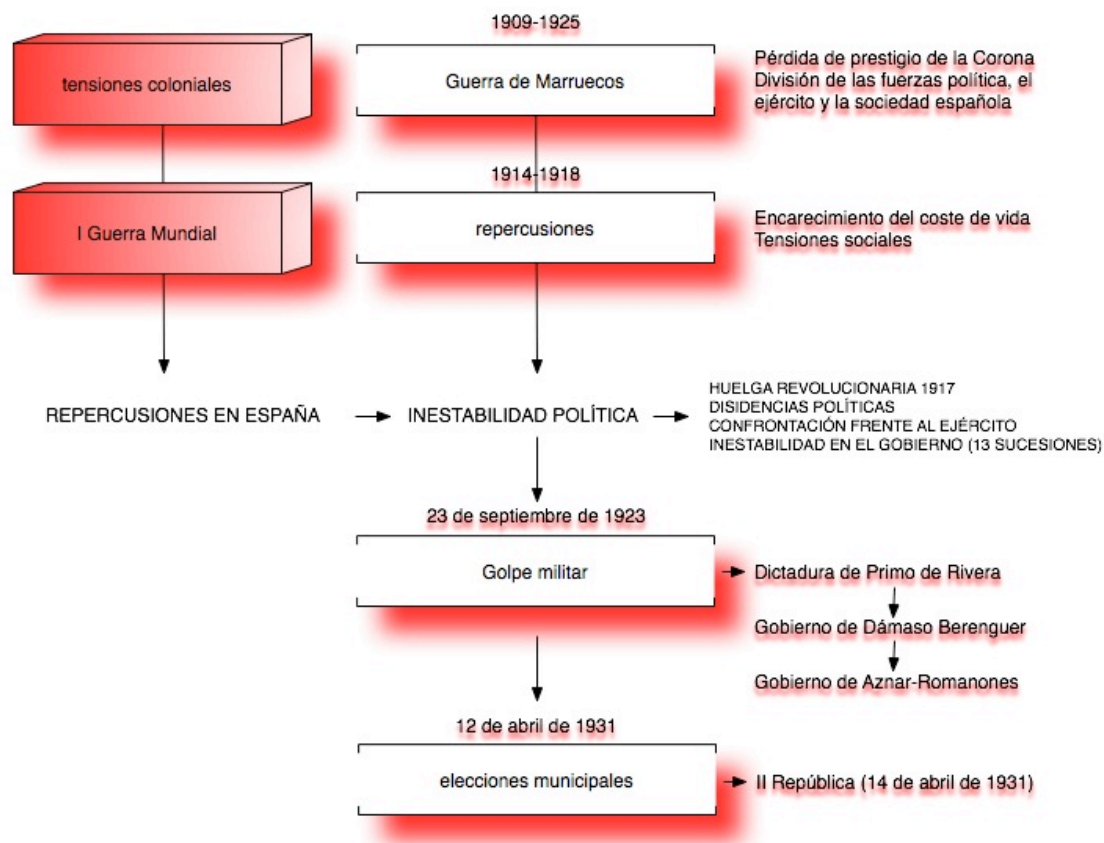 1909-1925
tensiones coloniales
Guerra de Marruecos
Pérdida de prestigio de la Corona
División de las fuerzas política, el
ejército y la sociedad española
1914-1918
I Guerra Mundial
repercusiones
Encarecimiento del coste de vida
Tensiones sociales
REPERCUSIONES EN ESPAÑA
INESTABILIDAD POLÍTICA
HUELGA REVOLUCIONARIA 1917
DISIDENCIAS POLÍTICAS
CONFRONTACIÓN FRENTE AL EJÉRCITO
INESTABILIDAD EN EL GOBIERNO (13 SUCESIONES)
23 de septiembre de 1923
Golpe militar
Dictadura de Primo de Rivera
Gobierno de Dámaso Berenguer
Gobierno de Aznar-Romanones
12 de abril de 1931
elecciones municipales
II República (14 de abril de 1931)